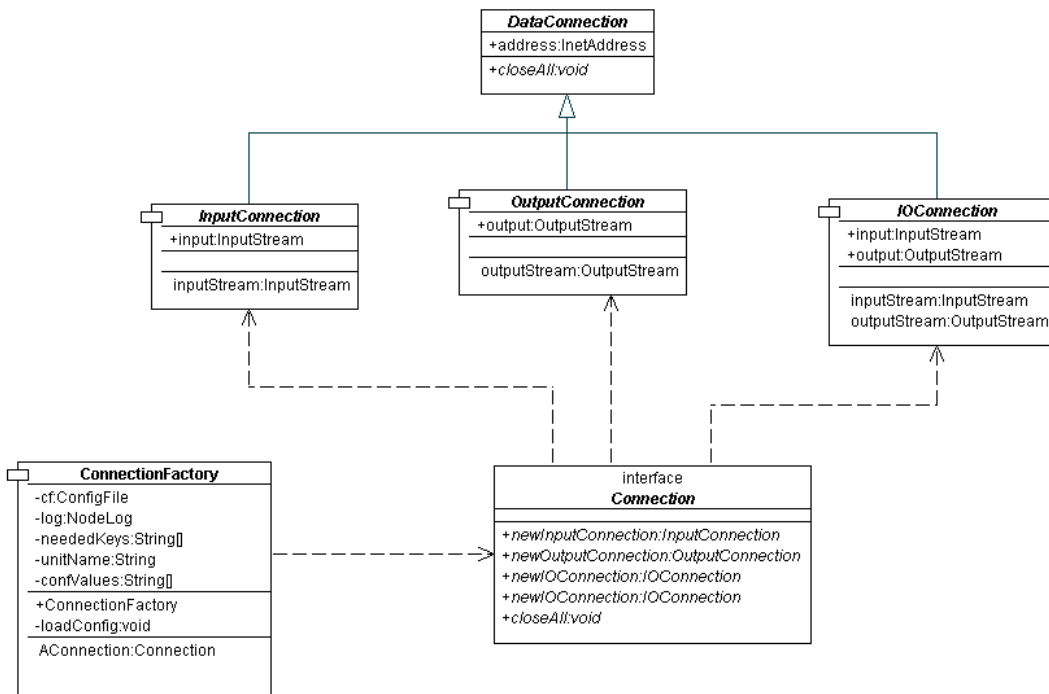 DataConnection
+address:InetAddress
+closeAll:void
InputConnection
+input:InputStream
inputStream:InputStream
OutputConnection
+output:OutputStream
outputStream:OutputStream
IOConnection
+input:InputStream
+output:OutputStream
inputStream:InputStream
outputStream:OutputStream
ConnectionFactory
-cf:ConfigFile
-log:NodeLog
-neededKeys:String[]
-unitName:String
-confValues:String[]
+ConnectionFactory
-loadConfig:void
AConnection:Connection
interface
Connection
+newInputConnection:InputConnection
+newOutputConnection:OutputConnection
+newIOConnection:IOConnection
+newIOConnection:IOConnection
+closeAll:void